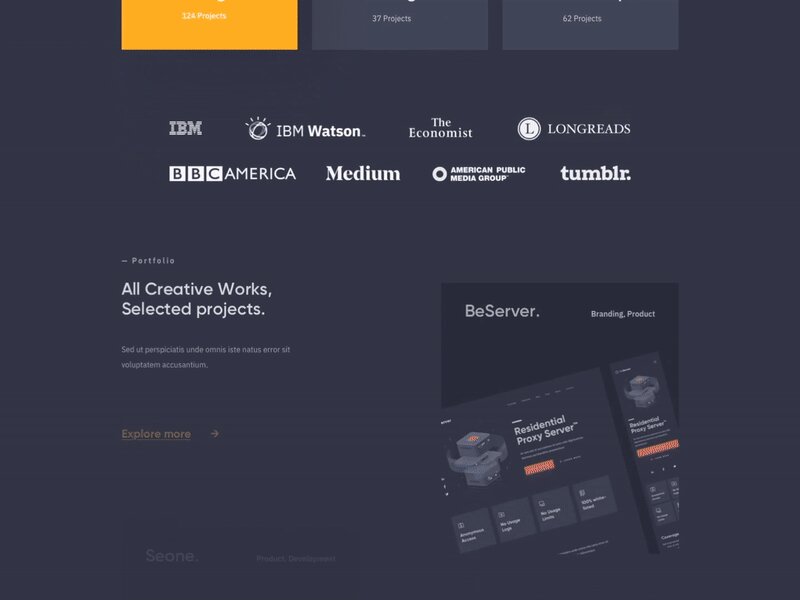 124 Projects
37 Projects
62 Projects
IBM
IBM Watson™
The
Economist
L LONGREADS
BBC AMERICA
Medium
AMERICAN PUBLIC
MEDIA GROUP
tumblr.
— Portfolio
All Creative Works,
Selected projects.
Sed ut perspiciatis unde omnis iste natus error sit
voluptatem accusantium.
Explore more →
BeServer.
Branding, Product
Residential
Proxy Server™
Anonymous
Access
No Usage
Logs
No Usage
Limits
100% white-
listed
Residential
Proxy Server™
Seone.
Product, Development